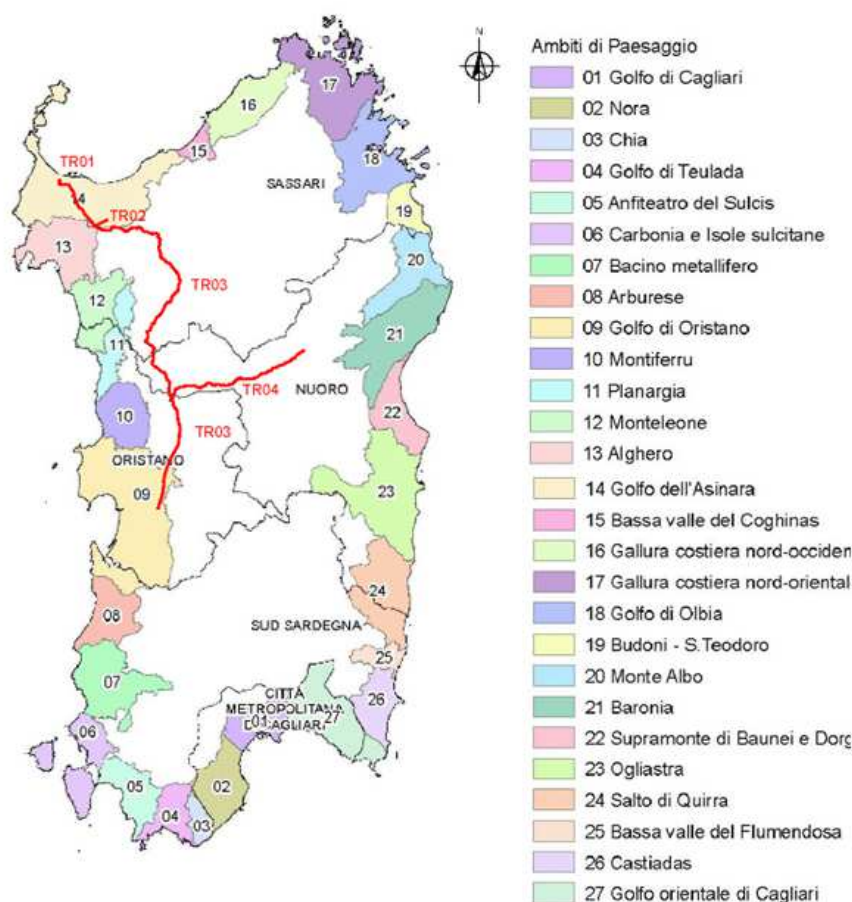 N
Ambiti di Paesaggio
01 Golfo di Cagliari
02 Nora
03 Chia
04 Golfo di Teulada
05 Anfiteatro del Sulcis
06 Carbonia e Isole sulcitane
07 Bacino metallifero
08 Arburese
09 Golfo di Oristano
10 Montiferru
11 Planargia
12 Monteleone
13 Alghero
14 Golfo dell'Asinara
15 Bassa valle del Coghinas
16 Gallura costiera nord-occiden
17 Gallura costiera nord-oriental
18 Golfo di Olbia
19 Budoni - S.Teodoro
20 Monte Albo
21 Baronia
22 Supramonte di Baunei e Dorg
23 Ogliastra
24 Salto di Quirra
25 Bassa valle del Flumendosa
26 Castiadas
27 Golfo orientale di Cagliari
17
16
15
18
TR01
SASSARI
14
TR02
19
13
20
TR03
12
21
11
TR04
NUORO
10
22
TR03
ORISTANO
09
23
24
08
SUD SARDEGNA
25
07
26
CITTÀ
METROPOLITANA
DI CAGLIARI
01
27
06
05
02
04
03